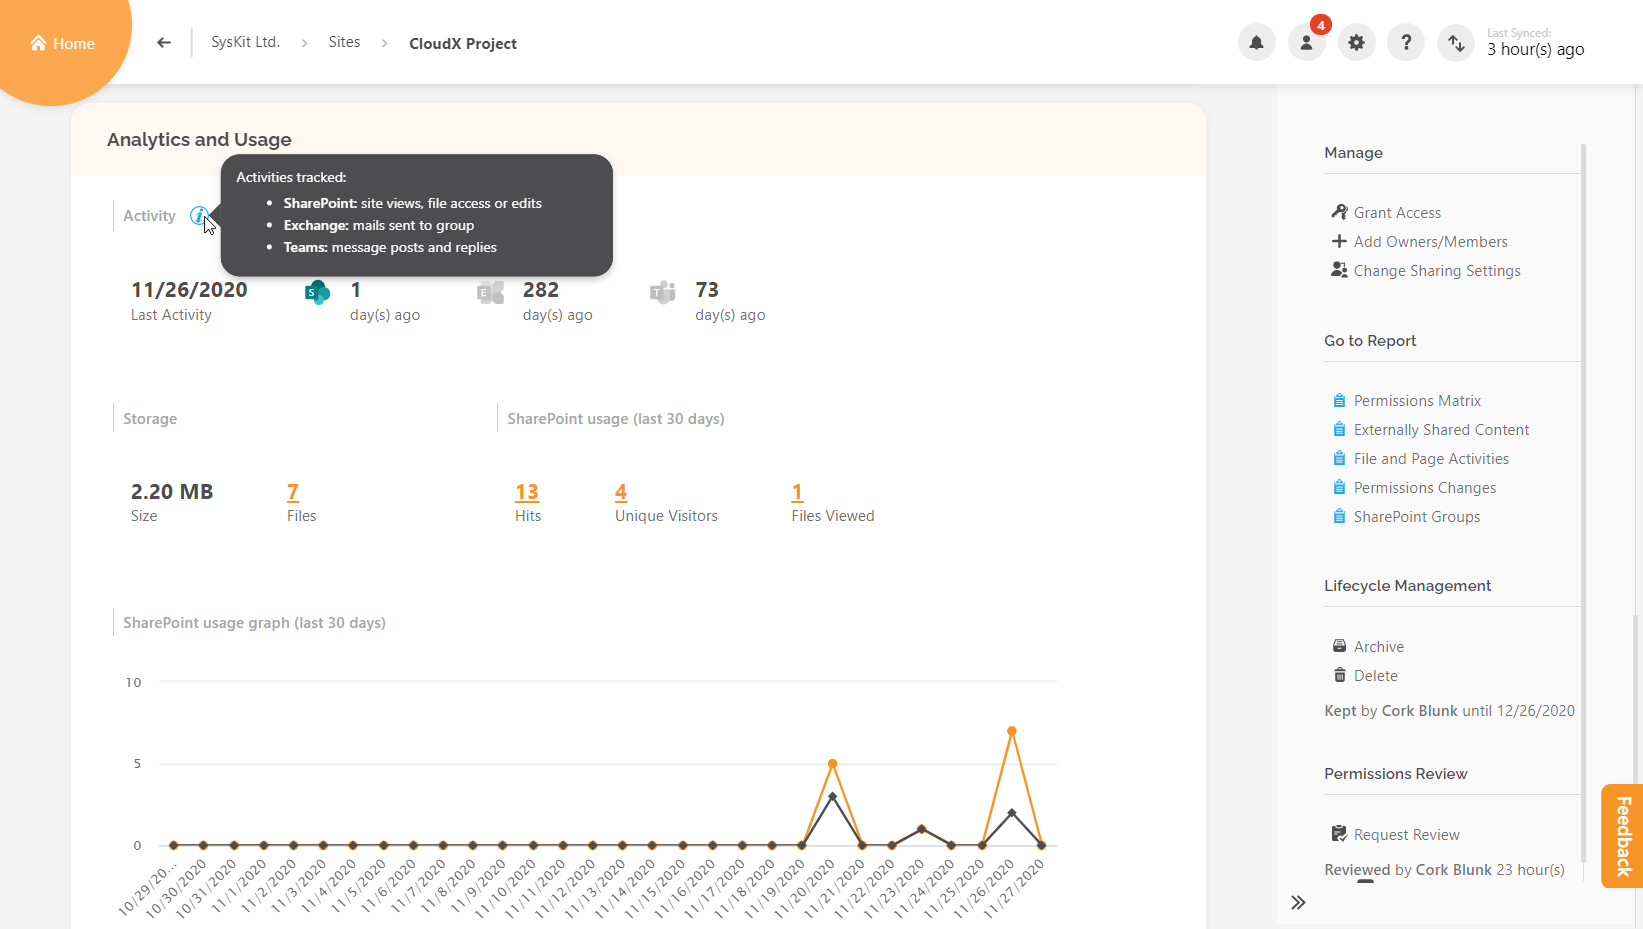 Home
SysKit Ltd. > Sites > CloudX Project
4
Last Synced:
3 hour(s) ago
Analytics and Usage
Activity
Activities tracked:
• SharePoint: site views, file access or edits
• Exchange: mails sent to group
• Teams: message posts and replies
11/26/2020
Last Activity
S
1
day(s) ago
E
282
day(s) ago
T
73
day(s) ago
Storage
2.20 MB
Size
7
Files
SharePoint usage (last 30 days)
13
Hits
4
Unique Visitors
1
Files Viewed
SharePoint usage graph (last 30 days)
10
5
0
10/29/20...
10/30/2020
10/31/2020
11/1/2020
11/2/2020
11/3/2020
11/4/2020
11/5/2020
11/6/2020
11/7/2020
11/8/2020
11/9/2020
11/10/2020
11/11/2020
11/12/2020
11/13/2020
11/14/2020
11/15/2020
11/16/2020
11/17/2020
11/18/2020
11/19/2020
11/20/2020
11/21/2020
11/22/2020
11/23/2020
11/24/2020
11/25/2020
11/26/2020
11/27/2020
Manage
Grant Access
Add Owners/Members
Change Sharing Settings
Go to Report
Permissions Matrix
Externally Shared Content
File and Page Activities
Permissions Changes
SharePoint Groups
Lifecycle Management
Archive
Delete
Kept by Cork Blunk until 12/26/2020
Permissions Review
Request Review
Reviewed by Cork Blunk 23 hour(s)
Feedback